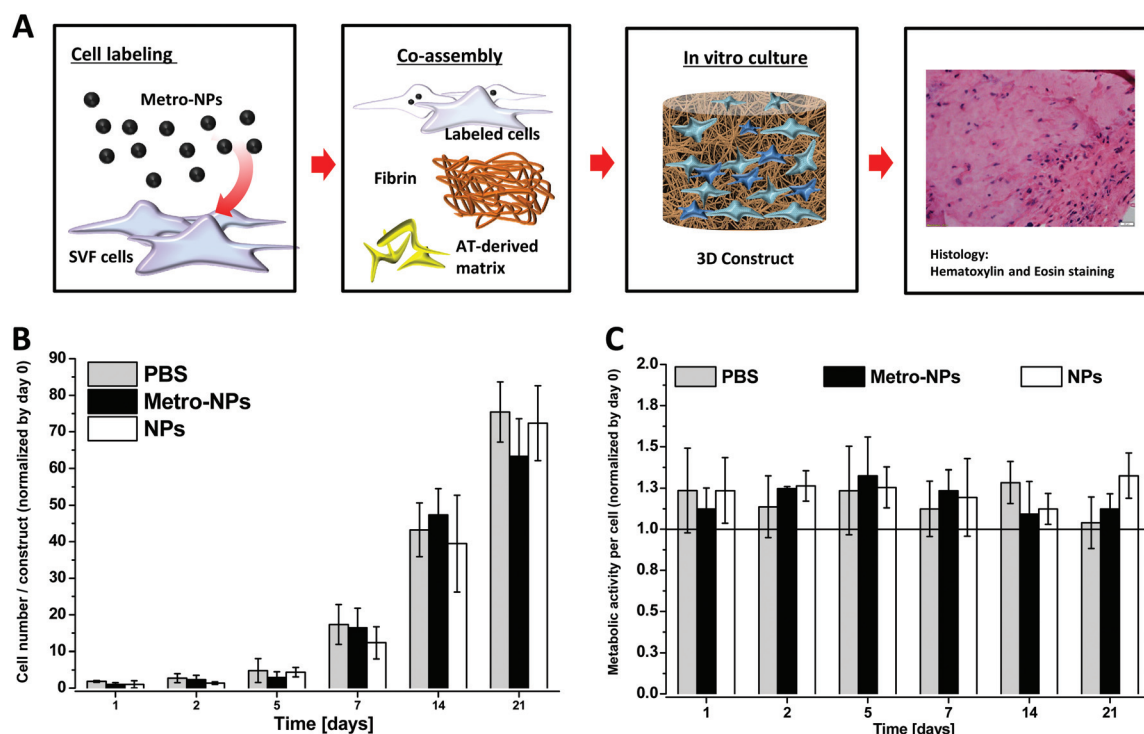 A
Cell labeling
Metro-NPs
SVF cells
Co-assembly
Labeled cells
Fibrin
AT-derived
matrix
In vitro culture
3D Construct
Histology:
Hematoxylin and Eosin staining
B
Cell number / construct (normalized by day 0)
90
80
70
60
50
40
30
20
10
0
PBS
Metro-NPs
NPs
1 2 5 7 14 21
Time [days]
C
Metabolic activity per cell (normalized by day 0)
2.0
1.8
1.5
1.3
1.0
0.8
0.5
0.3
0.0
PBS Metro-NPs NPs
1 2 5 7 14 21
Time [days]